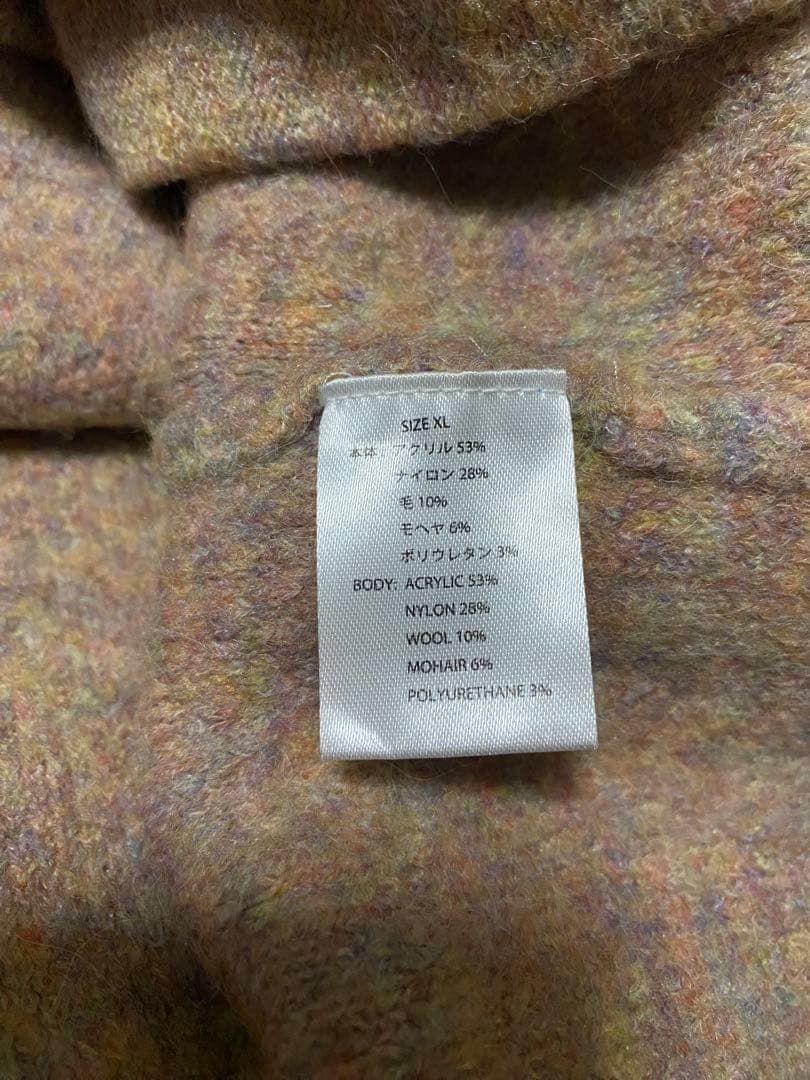 SIZE XL
本体：アクリル 53%
ナイロン 28%
毛 10%
モヘヤ 6%
ポリウレタン 3%
BODY: ACRYLIC 53%
NYLON 28%
WOOL 10%
MOHAIR 6%
POLYURETHANE 3%